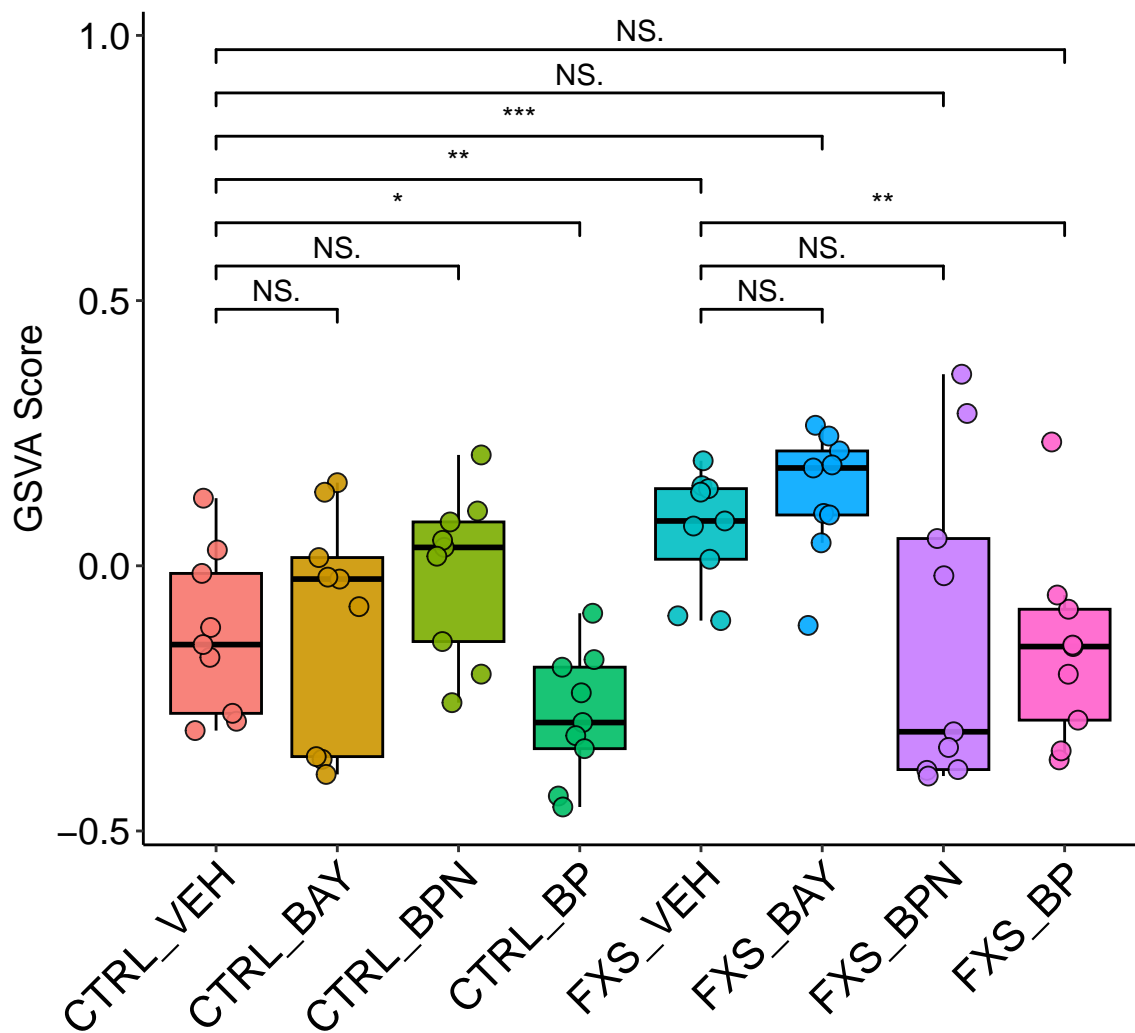 NS.
NS.
***
**
*
**
NS.
NS.
NS.
NS.
1.0
0.5
0.0
−0.5
GSVA Score
CTRL_VEH
CTRL_BAY
CTRL_BPN
CTRL_BP
FXS_VEH
FXS_BAY
FXS_BPN
FXS_BP